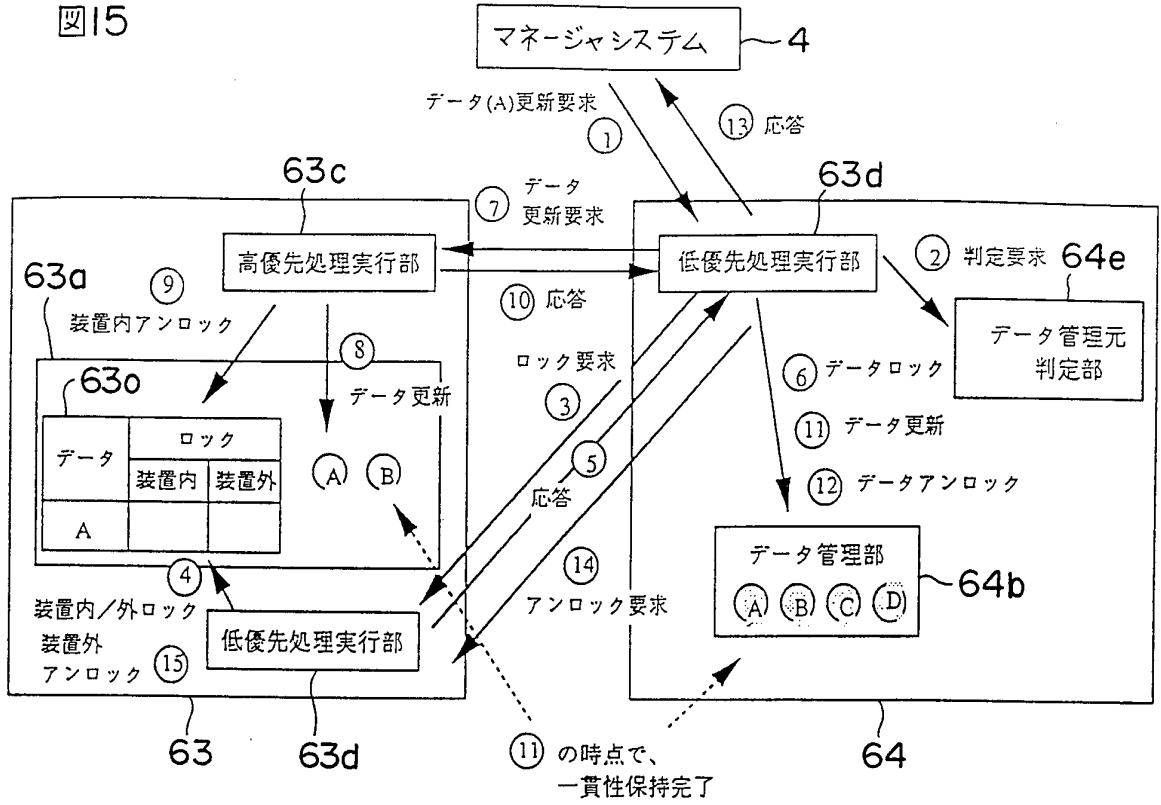 図15
マネージャシステム
4
データ(A)更新要求
①
⑬ 応答
63c
⑦ データ
更新要求
63d
高優先処理実行部
低優先処理実行部
② 判定要求
64e
63a
⑨
装置内アンロック
⑩ 応答
データ管理元
判定部
⑧
データ更新
ロック要求
③
⑥ データロック
63o
データ
ロック
装置内
装置外
A
A B
⑤
応答
⑪ データ更新
⑫ データアンロック
④
装置内/外ロック
装置外
アンロック ⑮
低優先処理実行部
⑭
アンロック要求
データ管理部
A B C D
64b
63
63d
64
⑪ の時点で、
一貫性保持完了